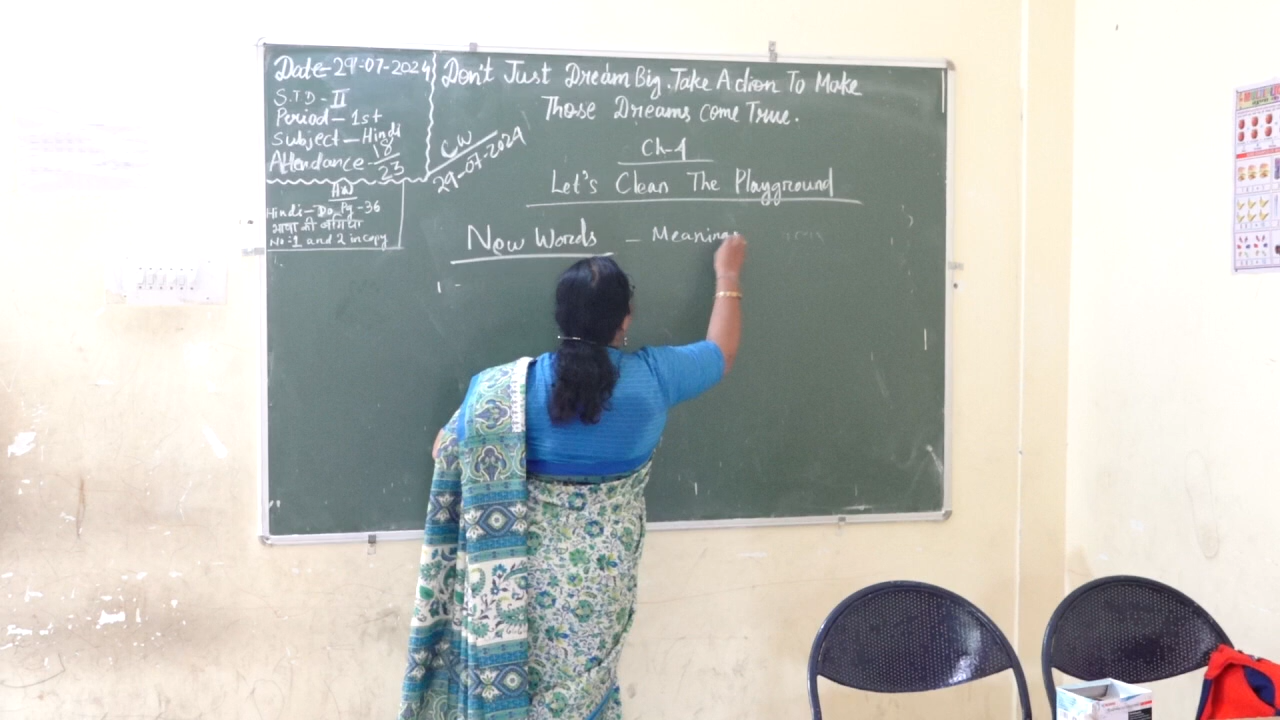 Date-29-07-2024
S.T.D-II
Period-1st
Subject-Hindi
Attendance-18/23
HW
Hindi-Do Pg-36
No:1 and 2 in copy
Don't Just Dream Big. Take Action To Make
Those Dreams come True.
CW
29-07-2024
Ch-4
Let's Clean The Playground
New Words - Meanings
1-